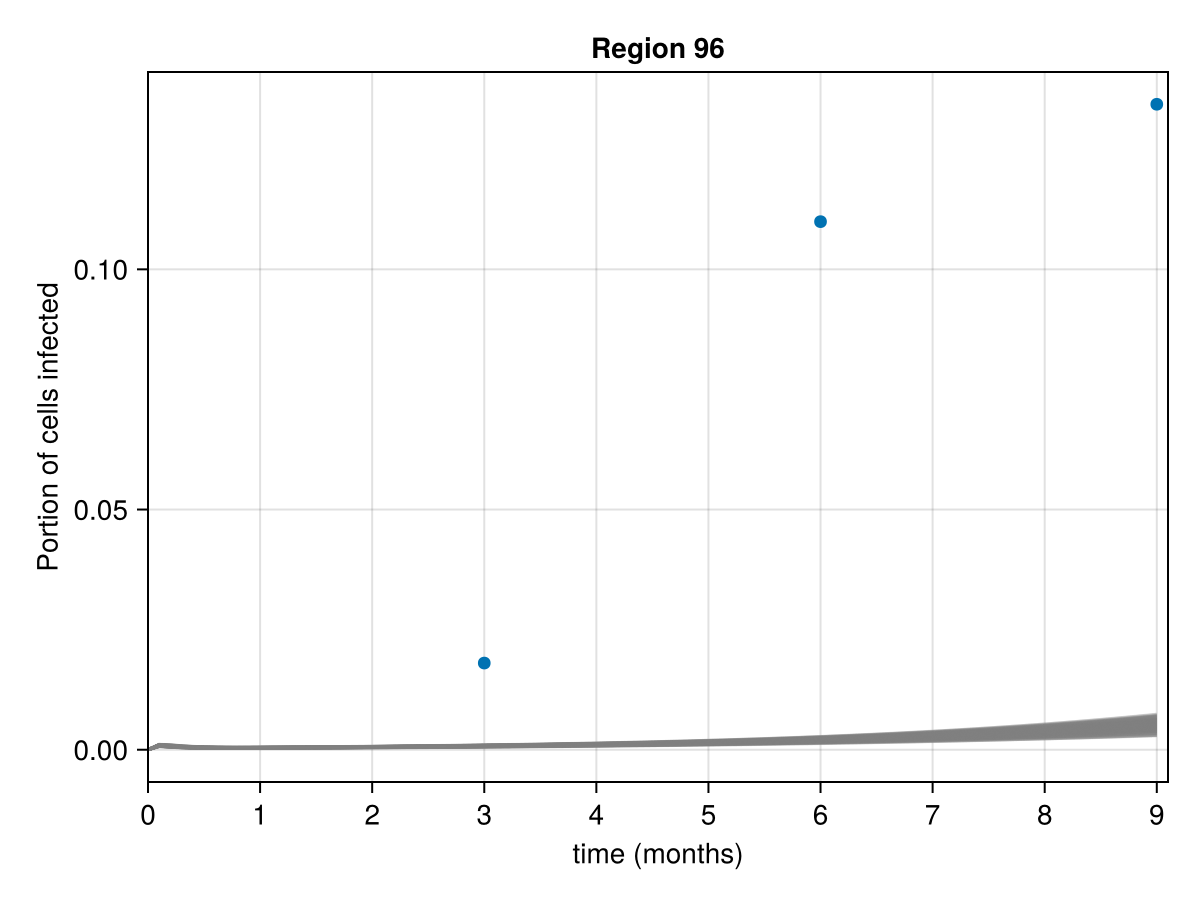 Region 96
Portion of cells infected
0.10
0.05
0.00
0 1 2 3 4 5 6 7 8 9
time (months)